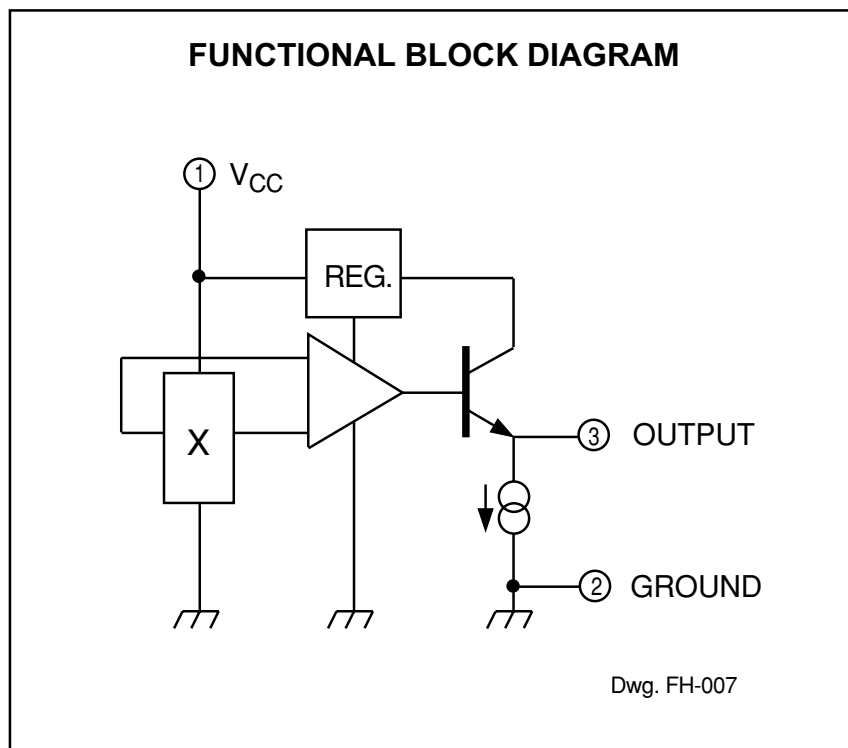 FUNCTIONAL BLOCK DIAGRAM
1 VCC
REG.
X
3 OUTPUT
2 GROUND
Dwg. FH-007